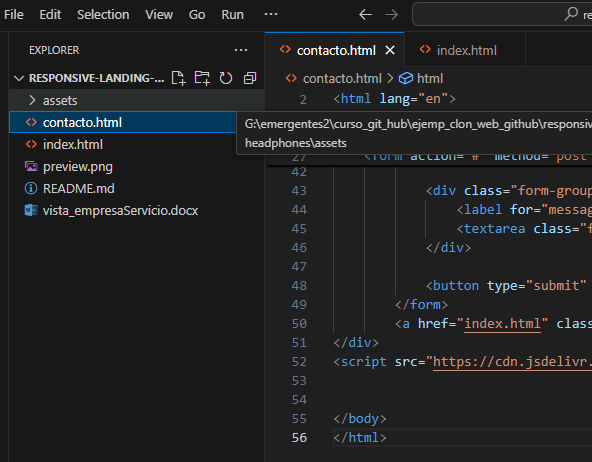 File Edit Selection View Go Run ···
EXPLORER ···
contacto.html
index.html
RESPONSIVE-LANDING-...
contacto.html > html
assets
2 <html lang="en">
contacto.html
G:\emergentes2\curso_git_hub\ejemp_clon_web_github\responsiv
headphones\assets
index.html
27 <form action="#" method="post"
preview.png
42
README.md
43 <div class="form-group
vista_empresaServicio.docx
44 <label for="messag
45 <textarea class="f
46 </div>
47
48 <button type="submit"
49 </form>
50 <a href="index.html" class
51 </div>
52 <script src="https://cdn.jsdelivr.
53
54
55 </body>
56 </html>